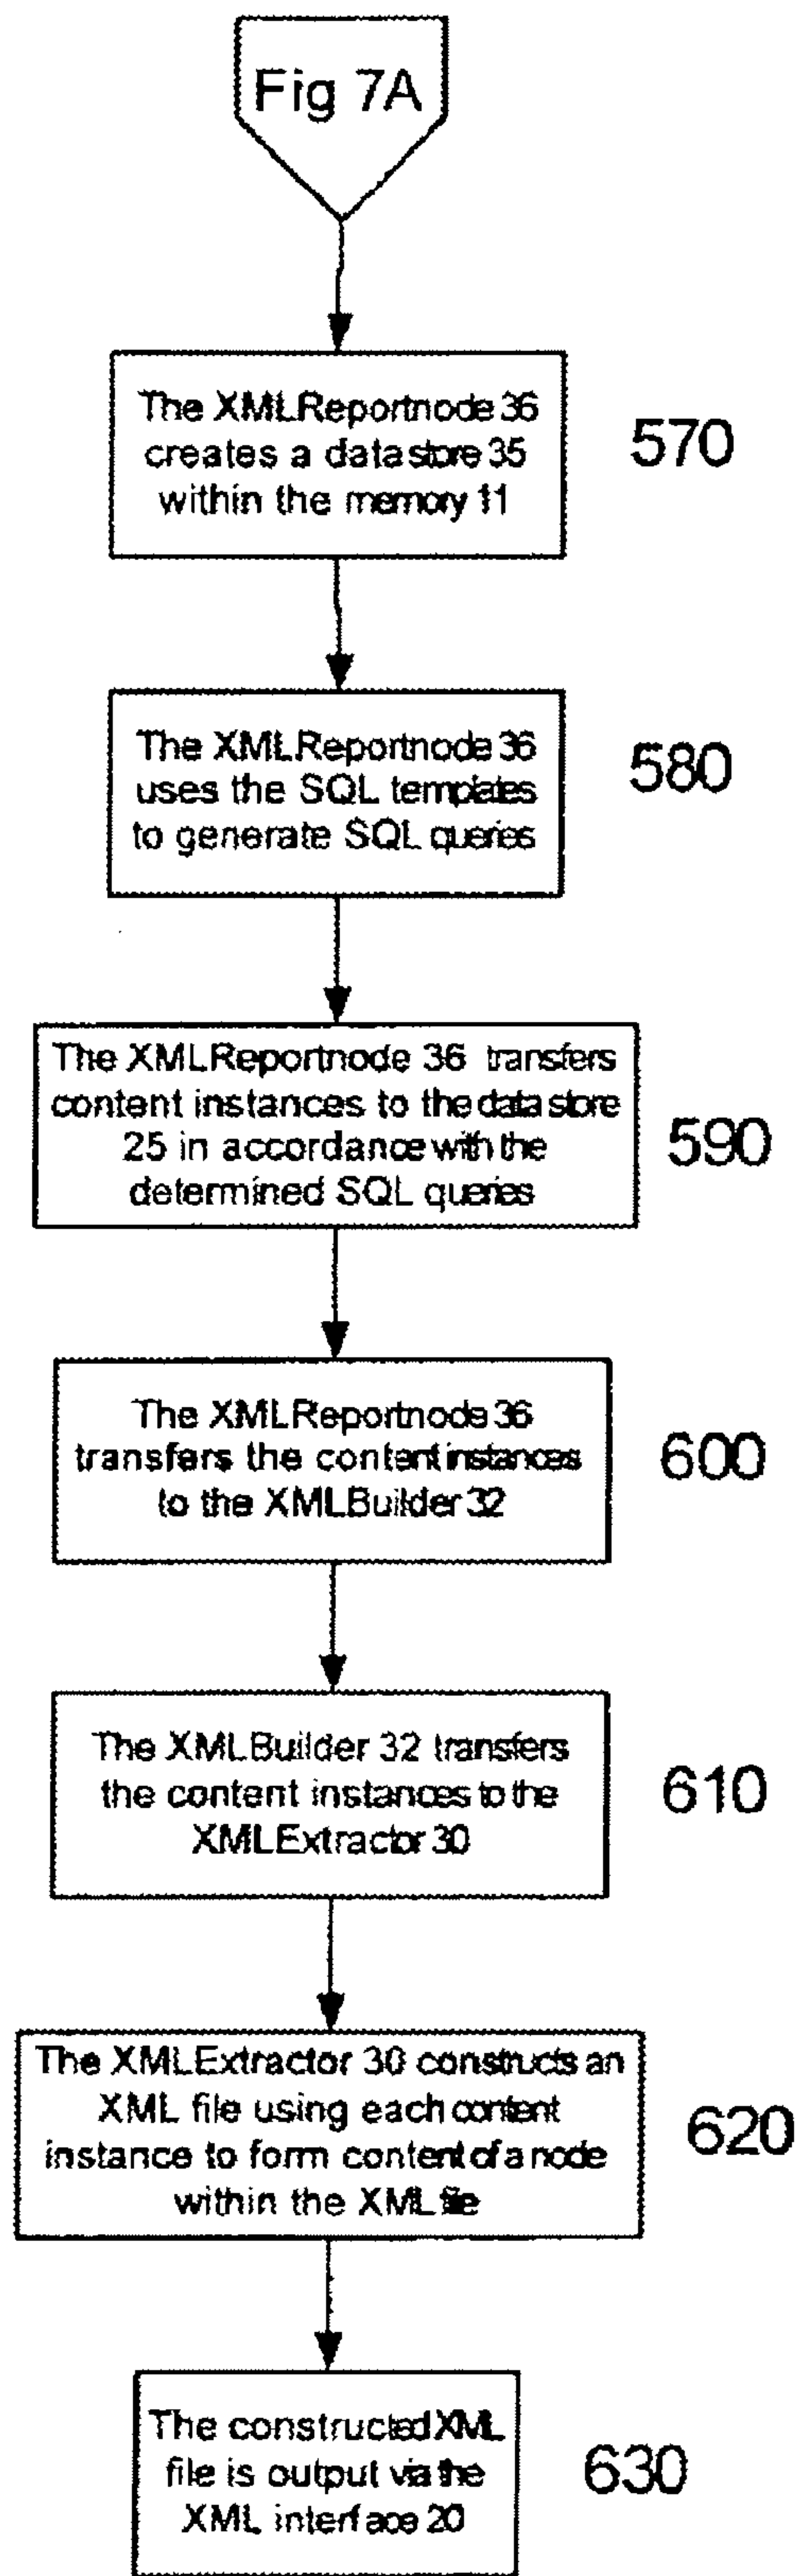 Fig 7A
The XMLReportnode 36
creates a data store 35
within the memory 11
570
The XMLReportnode 36
uses the SQL templates
to generate SQL queries
580
The XMLReportnode 36 transfers
content instances to the data store
25 in accordance with the
determined SQL queries
590
The XMLReportnode 36
transfers the content instances
to the XMLBuilder 32
600
The XMLBuilder 32 transfers
the content instances to the
XMLExtractor 30
610
The XMLExtractor 30 constructs an
XML file using each content
instance to form content of a node
within the XML file
620
The constructed XML
file is output via the
XML interface 20
630